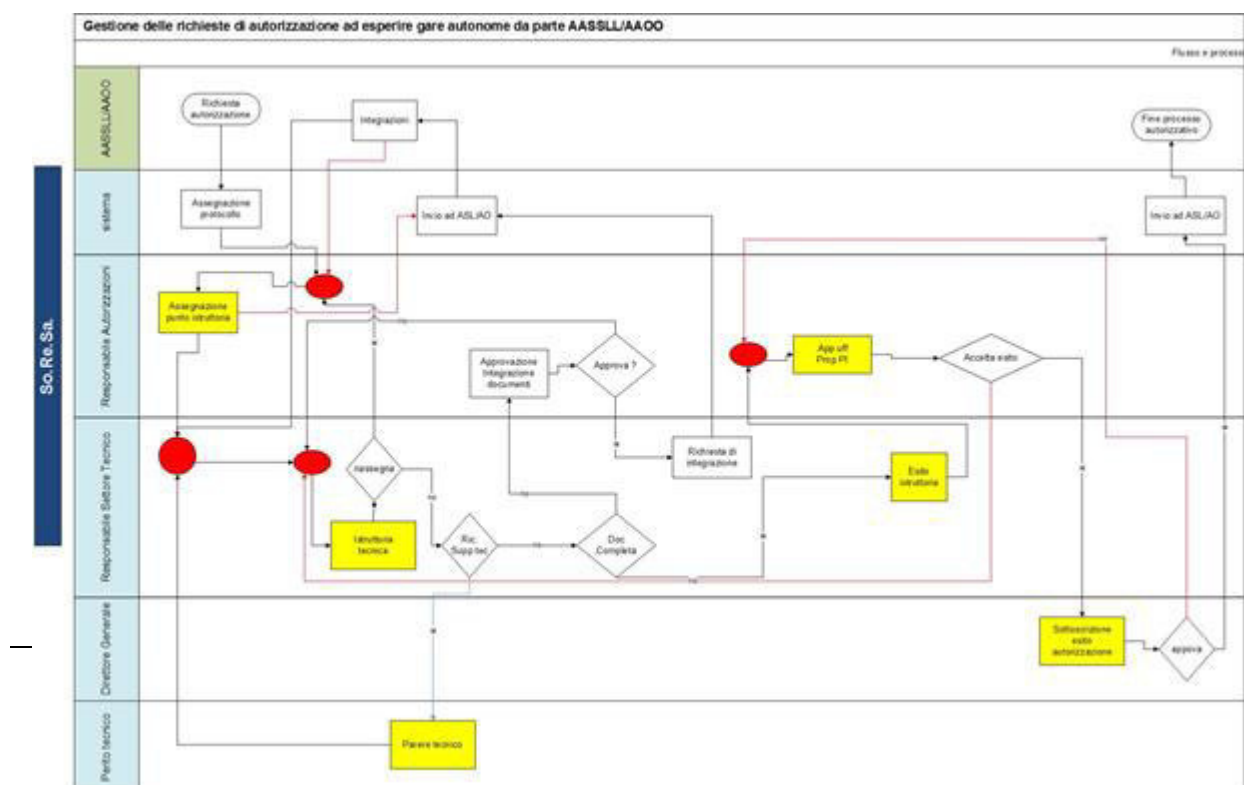 Gestione delle richieste di autorizzazione ad esperire gare autonome da parte AASSLL/AAOO
Flusso e processi
So.Re.Sa.
AASSLL/AAOO
Richiesta
autorizzazione
Integrazioni
Fine processo
autorizzativo
sistema
Assegnazione
protocollo
Invio ad ASL/AO
Invio ad ASL/AO
Responsabile Autorizzazioni
Assegnazione
punto istruttoria
Approvazione
Integrazione
documenti
Approva ?
App uff
Prog PI
Accetta esito
Responsabile Settore Tecnico
riassegna
Richiesta di
integrazione
Esito
istruttoria
Istruttoria
tecnica
Ric.
Supp tec
Doc
Completa
Direttore Generale
Sottoscrizione
esito
autorizzazione
appova
Perito tecnico
Parere tecnico